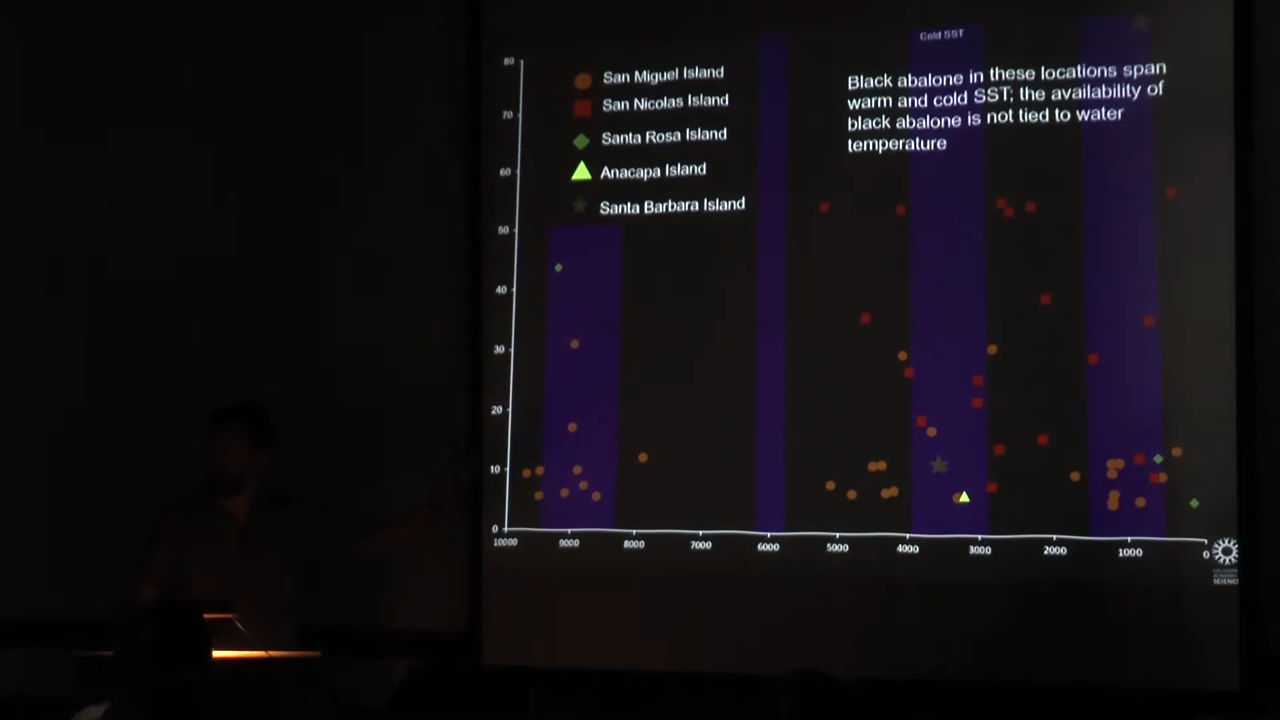 Cold SST
Black abalone in these locations span
warm and cold SST; the availability of
black abalone is not tied to water
temperature
San Miguel Island
San Nicolas Island
Santa Rosa Island
Anacapa Island
Santa Barbara Island
80
70
60
50
40
30
20
10
0
10000 9000 8000 7000 6000 5000 4000 3000 2000 1000 0